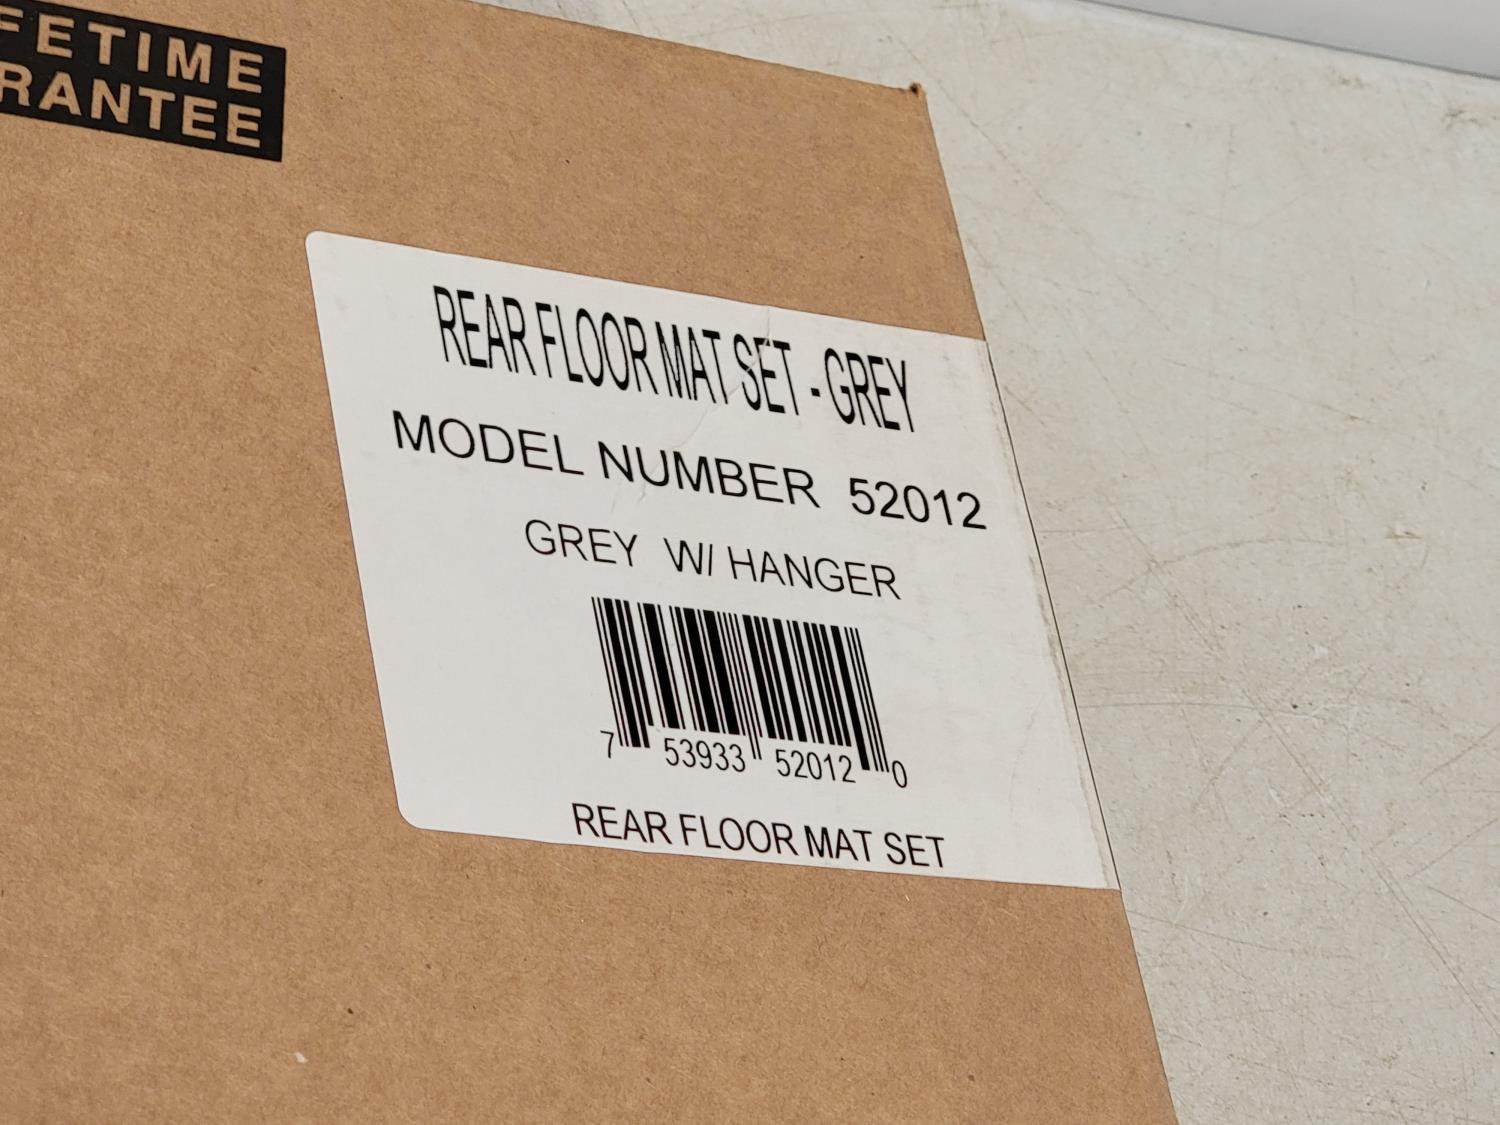 FETIME
RANTEE
REAR FLOOR MAT SET - GREY
MODEL NUMBER 52012
GREY W/ HANGER
7 53933 52012 0
REAR FLOOR MAT SET